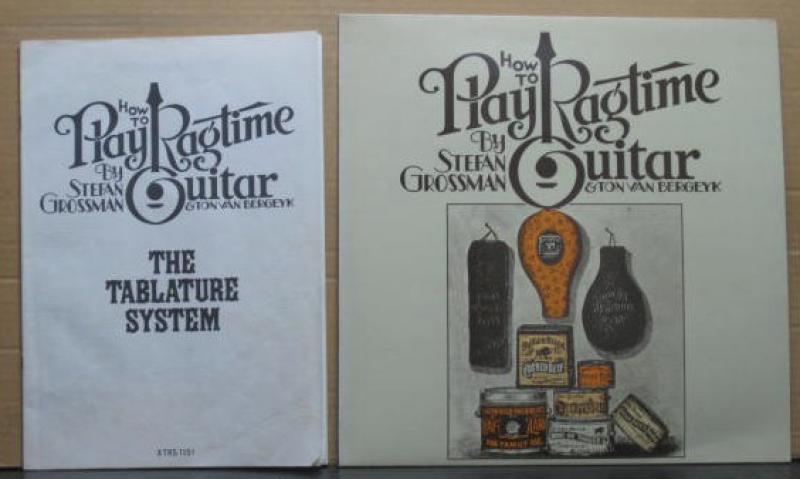 How
To
Play Ragtime
By
Stefan
Grossman
Guitar
& Ton Van Bergeyk
THE
TABLATURE
SYSTEM
XTRS 1151
How
To
Play Ragtime
By
Stefan
Grossman
Guitar
& Ton Van Bergeyk